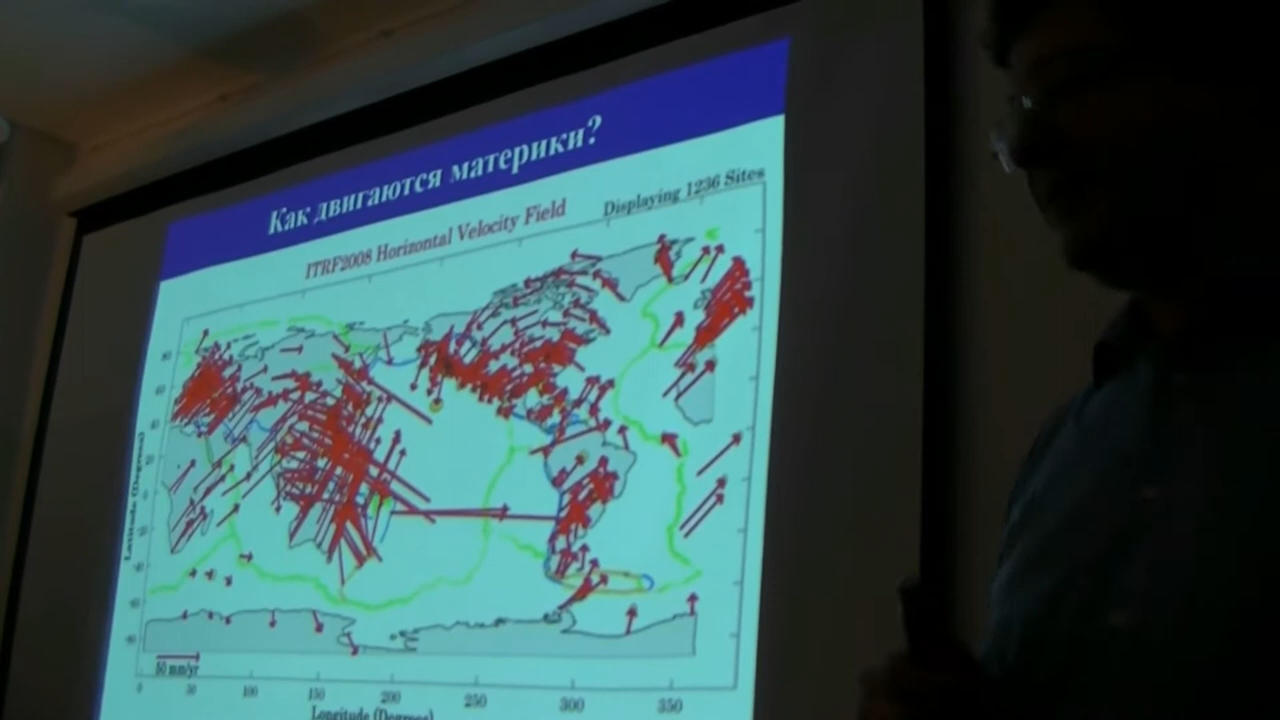 Как двигаются материки?
ITRF2008 Horizontal Velocity Field
Displaying 1236 Sites
Latitude (Degrees)
50 mm/yr
0 50 100 150 200 250 300 350
Longitude (Degrees)